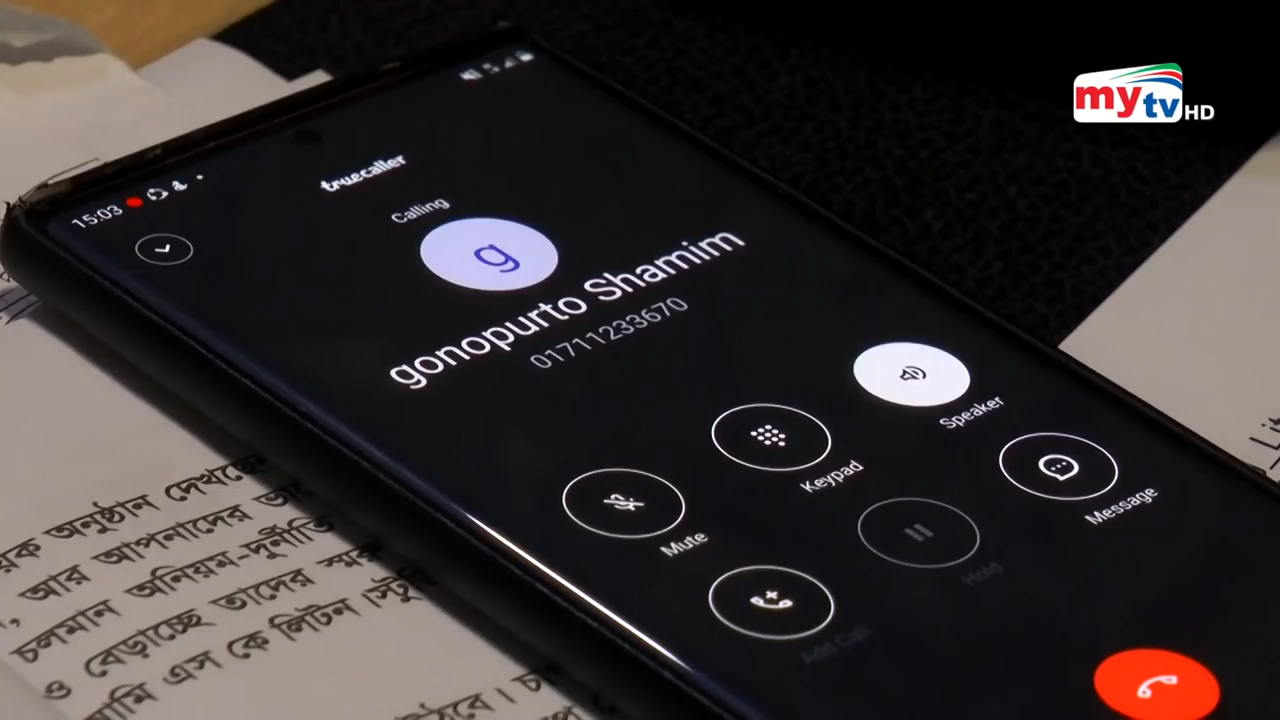 mytv HD
15:03
truecaller
Calling
g
gonopurto Shamim
01711233670
Speaker
Keypad
Mute
Message
Hold
Add Call
অনুষ্ঠান দেখছেন
, আর আপনাদের
চলমান অনিয়ম-দুর্নীতি
ও বেড়াচ্ছে তাদের
এস কে লিটন ।